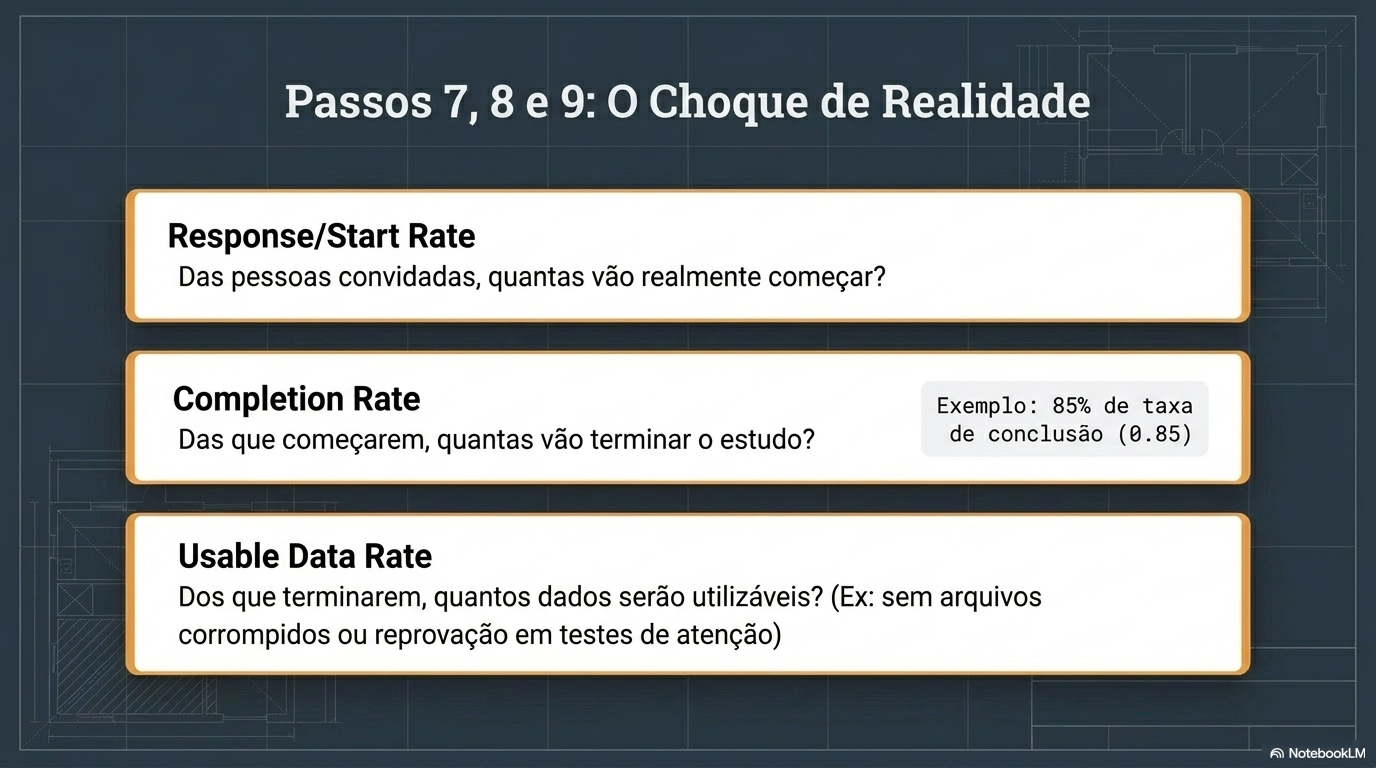 Passos 7, 8 e 9: O Choque de Realidade
Response/Start Rate
Das pessoas convidadas, quantas vão realmente começar?
Completion Rate
Das que começarem, quantas vão terminar o estudo?
Exemplo: 85% de taxa
de conclusão (0.85)
Usable Data Rate
Dos que terminarem, quantos dados serão utilizáveis? (Ex: sem arquivos
corrompidos ou reprovação em testes de atenção)
NotebookLM